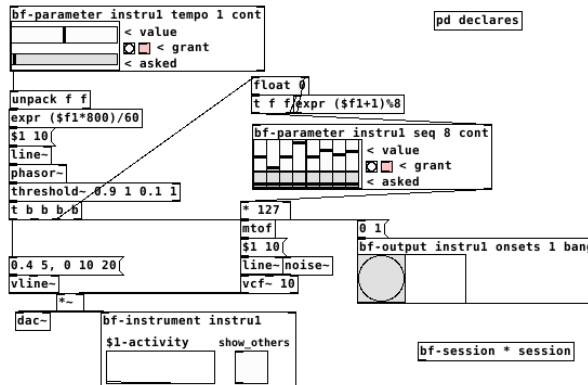 bf-parameter instru1 tempo 1 cont
< value
< grant
< asked
pd declares
unpack f f
expr ($f1*800)/60
$1 10
line~
phasor~
threshold~ 0.9 1 0.1 1
t b b b b
float 0
t f f
expr ($f1+1)%8
bf-parameter instru1 seq 8 cont
< value
< grant
< asked
* 127
mtof
$1 10
line~
noise~
vcf~ 10
0.4 5, 0 10 20
vline~
*~
dac~
0 1
bf-output instru1 onsets 1 bang
bf-instrument instru1
$1-activity
show_others
bf-session * session